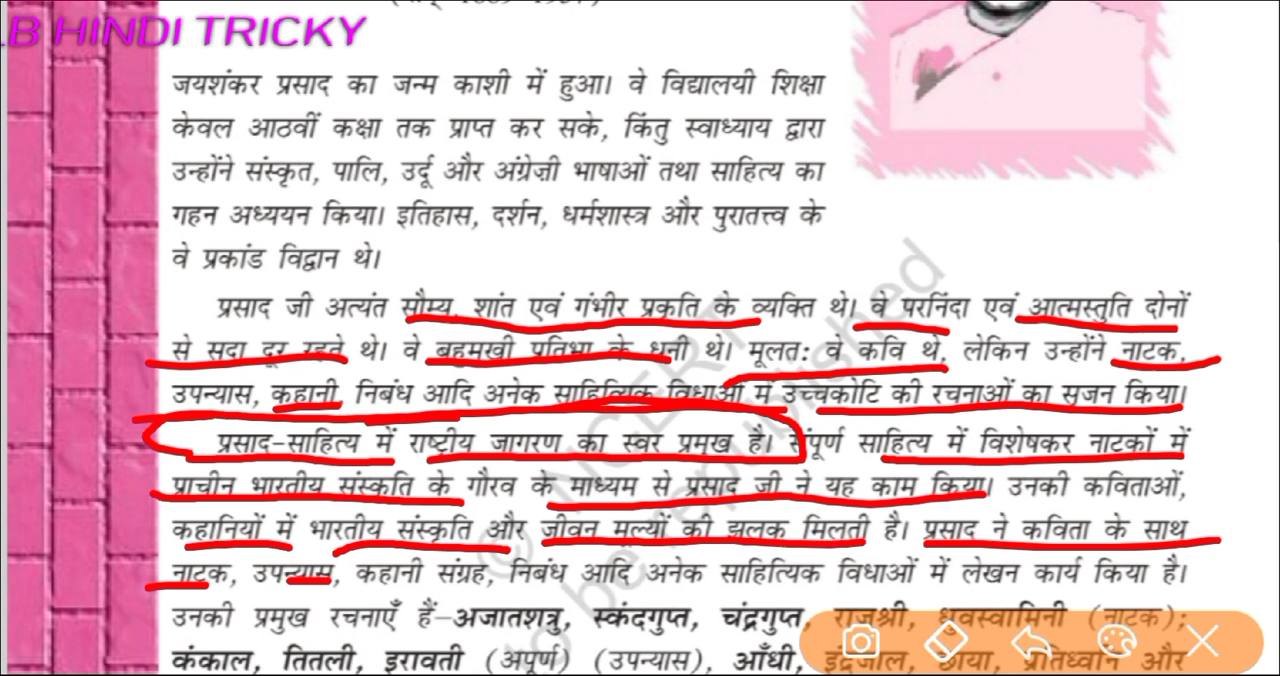 LB HINDI TRICKY
जयशंकर प्रसाद का जन्म काशी में हुआ। वे विद्यालयी शिक्षा
केवल आठवीं कक्षा तक प्राप्त कर सके, किंतु स्वाध्याय द्वारा
उन्होंने संस्कृत, पालि, उर्दू और अंग्रेज़ी भाषाओं तथा साहित्य का
गहन अध्ययन किया। इतिहास, दर्शन, धर्मशास्त्र और पुरातत्त्व के
वे प्रकांड विद्वान थे।
प्रसाद जी अत्यंत सौम्य, शांत एवं गंभीर प्रकृति के व्यक्ति थे। वे परनिंदा एवं आत्मस्तुति दोनों
से सदा दूर रहते थे। वे बहुमुखी प्रतिभा के धनी थे। मूलत: वे कवि थे, लेकिन उन्होंने नाटक,
उपन्यास, कहानी, निबंध आदि अनेक साहित्यिक विधाओं में उच्चकोटि की रचनाओं का सृजन किया।
प्रसाद-साहित्य में राष्ट्रीय जागरण का स्वर प्रमुख है। संपूर्ण साहित्य में विशेषकर नाटकों में
प्राचीन भारतीय संस्कृति के गौरव के माध्यम से प्रसाद जी ने यह काम किया। उनकी कविताओं,
कहानियों में भारतीय संस्कृति और जीवन मूल्यों की झलक मिलती है। प्रसाद ने कविता के साथ
नाटक, उपन्यास, कहानी संग्रह, निबंध आदि अनेक साहित्यिक विधाओं में लेखन कार्य किया है।
उनकी प्रमुख रचनाएँ हैं–अजातशत्रु, स्कंदगुप्त, चंद्रगुप्त, राजश्री, ध्रुवस्वामिनी (नाटक);
कंकाल, तितली, इरावती (अपूर्ण) (उपन्यास), आँधी, इंद्रजाल, छाया, प्रतिध्वनि और
© NCERT
to be republished